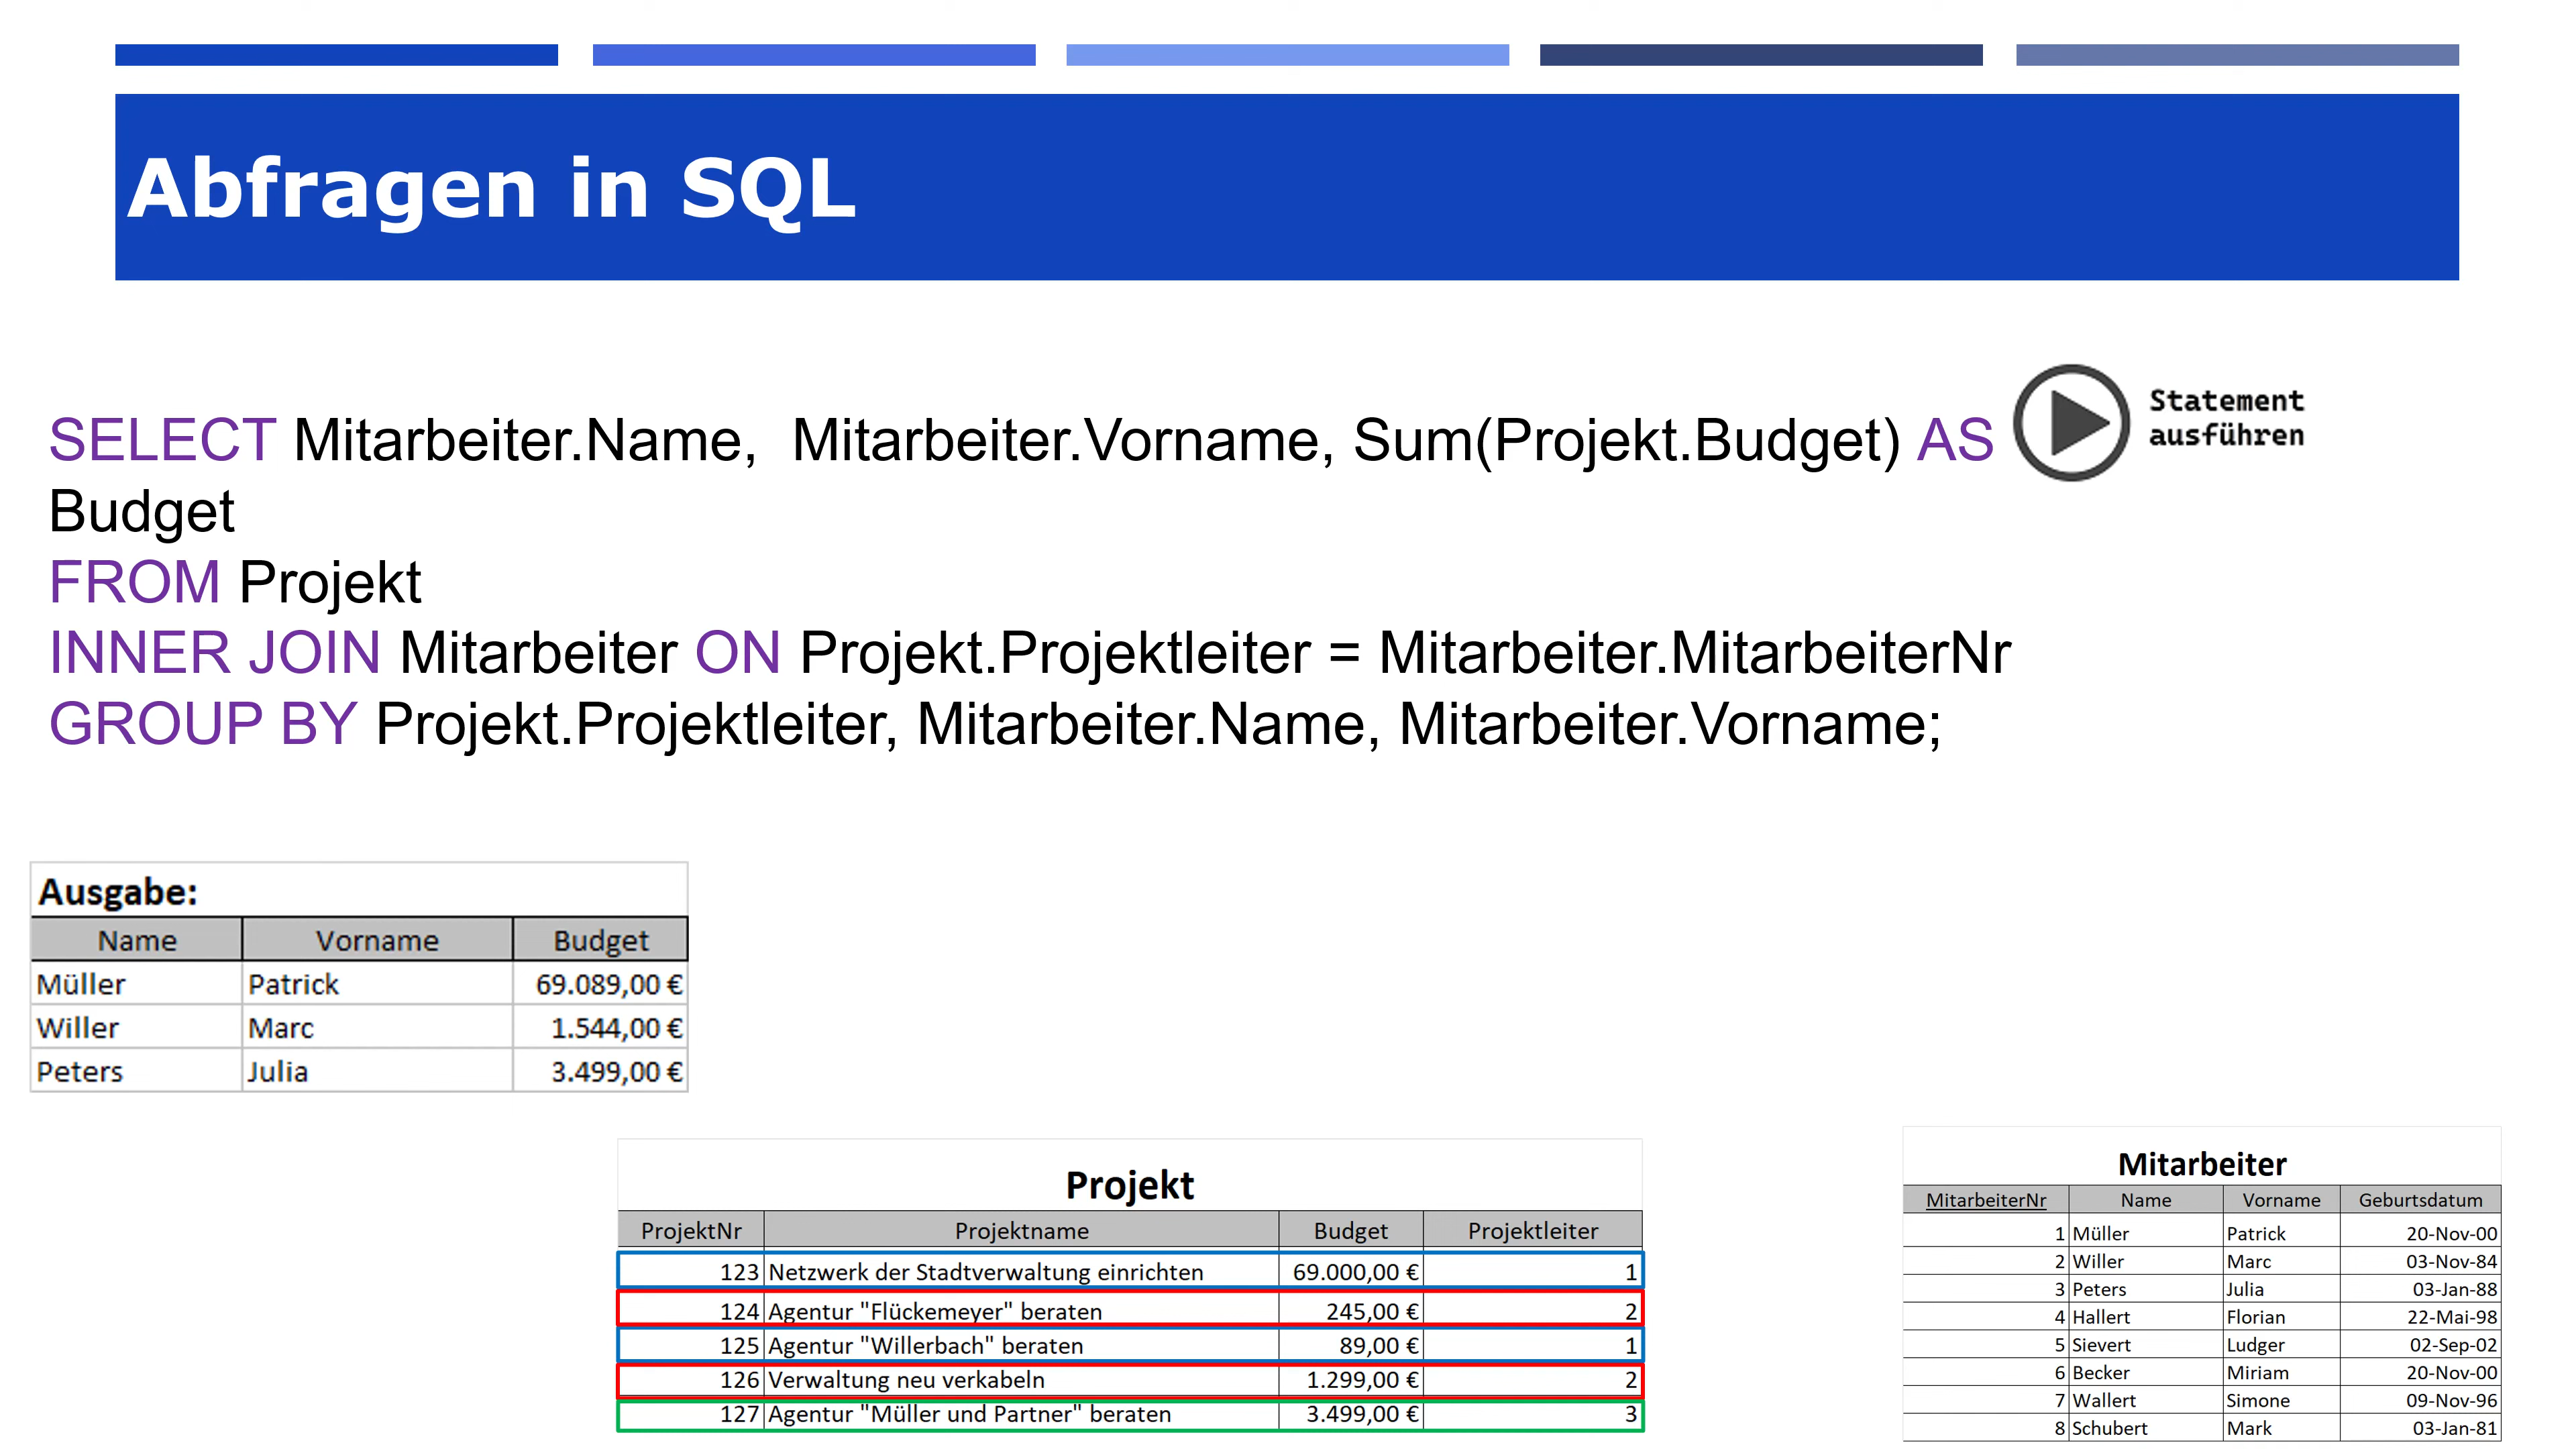 Abfragen in SQL
SELECT Mitarbeiter.Name,  Mitarbeiter.Vorname, Sum(Projekt.Budget) AS
Budget
FROM Projekt
INNER JOIN Mitarbeiter ON Projekt.Projektleiter = Mitarbeiter.MitarbeiterNr
GROUP BY Projekt.Projektleiter, Mitarbeiter.Name, Mitarbeiter.Vorname;
Statement
ausführen
Ausgabe:
Name Vorname Budget
Müller Patrick 69.089,00 €
Willer Marc 1.544,00 €
Peters Julia 3.499,00 €
Projekt
ProjektNr Projektname Budget Projektleiter
123 Netzwerk der Stadtverwaltung einrichten 69.000,00 € 1
124 Agentur "Flückemeyer" beraten 245,00 € 2
125 Agentur "Willerbach" beraten 89,00 € 1
126 Verwaltung neu verkabeln 1.299,00 € 2
127 Agentur "Müller und Partner" beraten 3.499,00 € 3
Mitarbeiter
MitarbeiterNr Name Vorname Geburtsdatum
1 Müller Patrick 20-Nov-00
2 Willer Marc 03-Nov-84
3 Peters Julia 03-Jan-88
4 Hallert Florian 22-Mai-98
5 Sievert Ludger 02-Sep-02
6 Becker Miriam 20-Nov-00
7 Wallert Simone 09-Nov-96
8 Schubert Mark 03-Jan-81